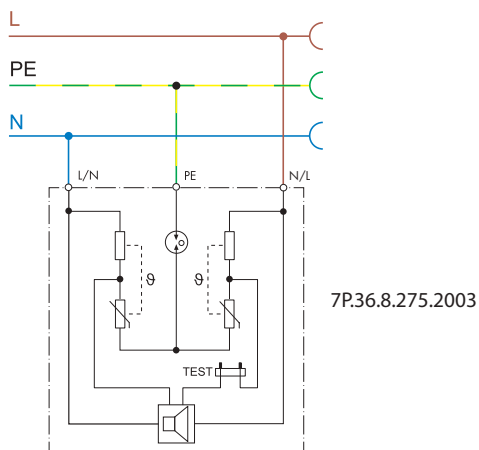 L
PE
N
L/N
PE
N/L
ϑ
ϑ
7P.36.8.275.2003
TEST